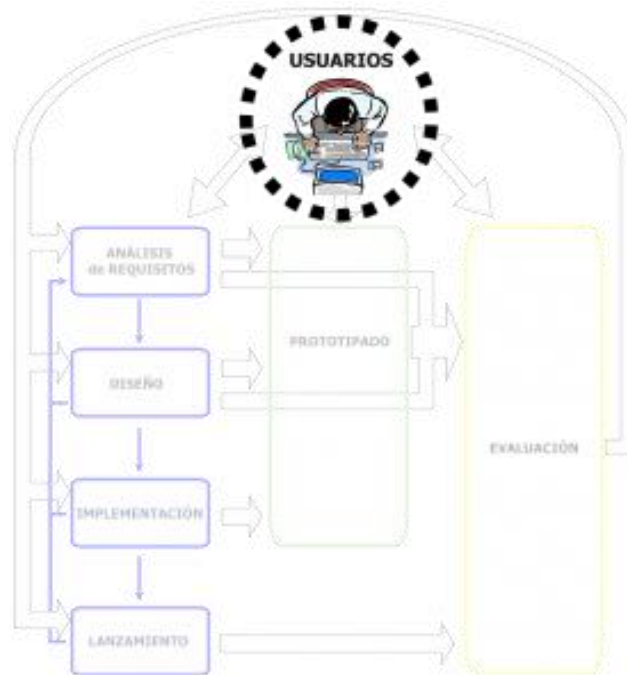 USUARIOS
ANÁLISIS
de REQUISITOS
PROTOTIPADO
DISEÑO
EVALUACIÓN
IMPLEMENTACIÓN
LANZAMIENTO